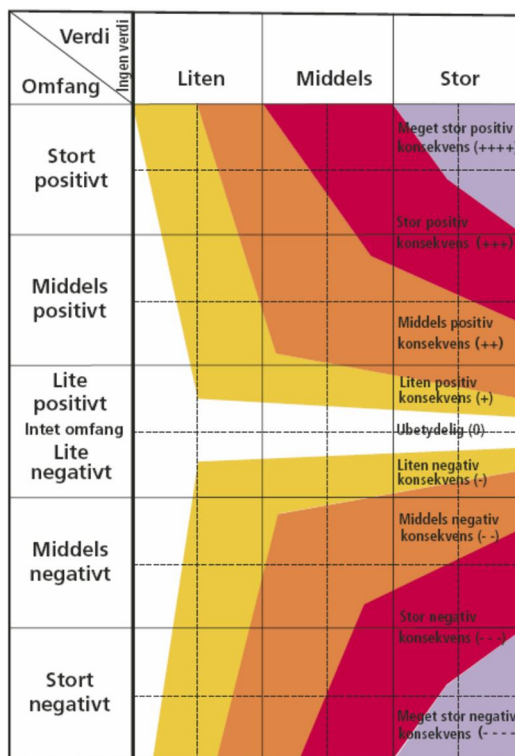 Verdi
Ingen verdi
Omfang
Liten
Middels
Stor
Stort
positivt
Meget stor positiv
konsekvens (++++)
Stor positiv
konsekvens (+++)
Middels
positivt
Middels positiv
konsekvens (++)
Lite
positivt
Liten positiv
konsekvens (+)
Intet omfang
Ubetydelig (0)
Lite
negativt
Liten negativ
konsekvens (-)
Middels
negativt
Middels negativ
konsekvens (- -)
Stor negativ
konsekvens (- - -)
Stort
negativt
Meget stor negativ
konsekvens (- - - -